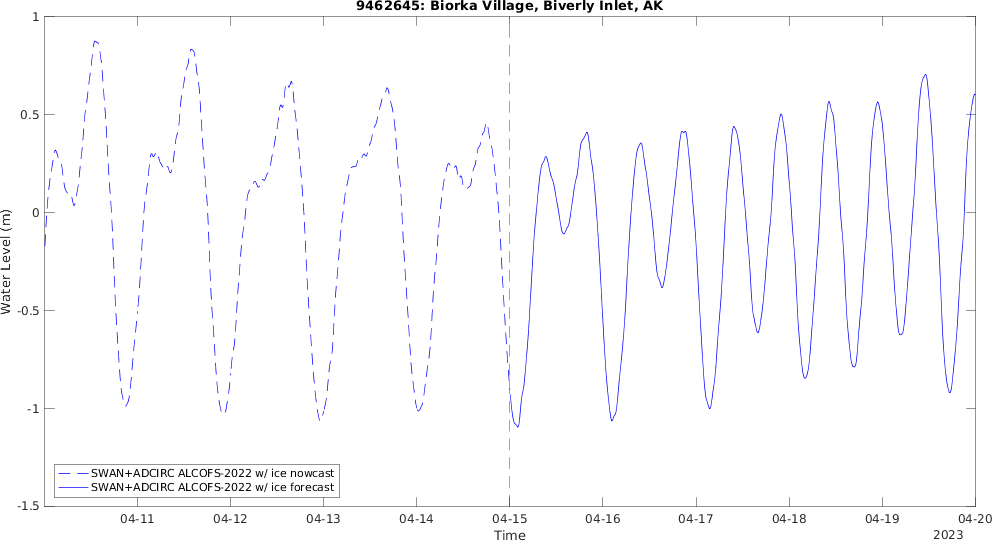 9462645: Biorka Village, Biverly Inlet, AK
Water Level (m)
1
0.5
0
-0.5
-1
-1.5
SWAN+ADCIRC ALCOFS-2022 w/ ice nowcast
SWAN+ADCIRC ALCOFS-2022 w/ ice forecast
04-11 04-12 04-13 04-14 04-15 04-16 04-17 04-18 04-19 04-20
Time
2023